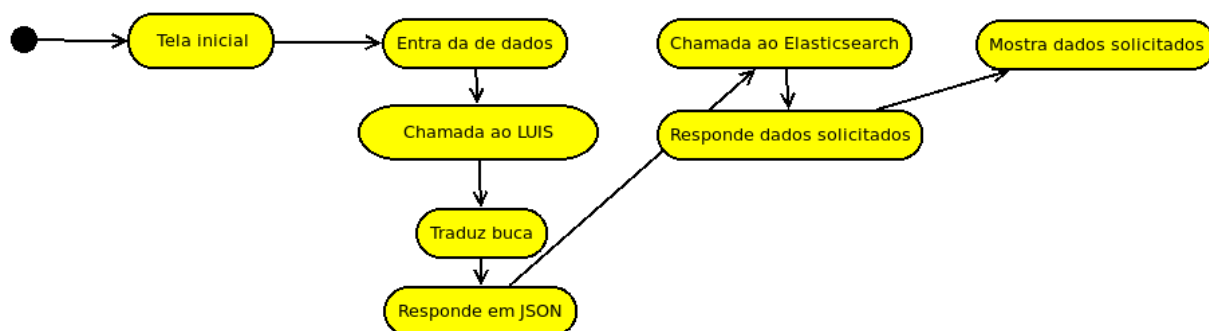 Tela inicial
Entra da de dados
Chamada ao LUIS
Traduz buca
Responde em JSON
Chamada ao Elasticsearch
Responde dados solicitados
Mostra dados solicitados